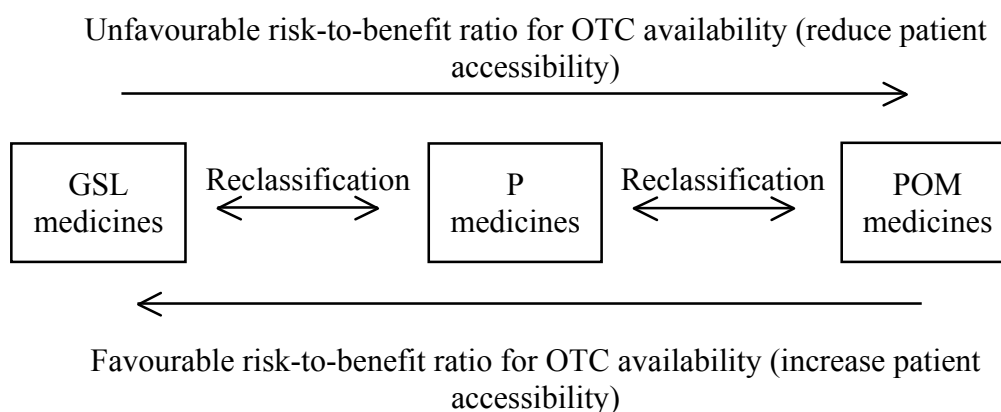 Unfavourable risk-to-benefit ratio for OTC availability (reduce patient
accessibility)
GSL
medicines
Reclassification
P
medicines
Reclassification
POM
medicines
Favourable risk-to-benefit ratio for OTC availability (increase patient
accessibility)